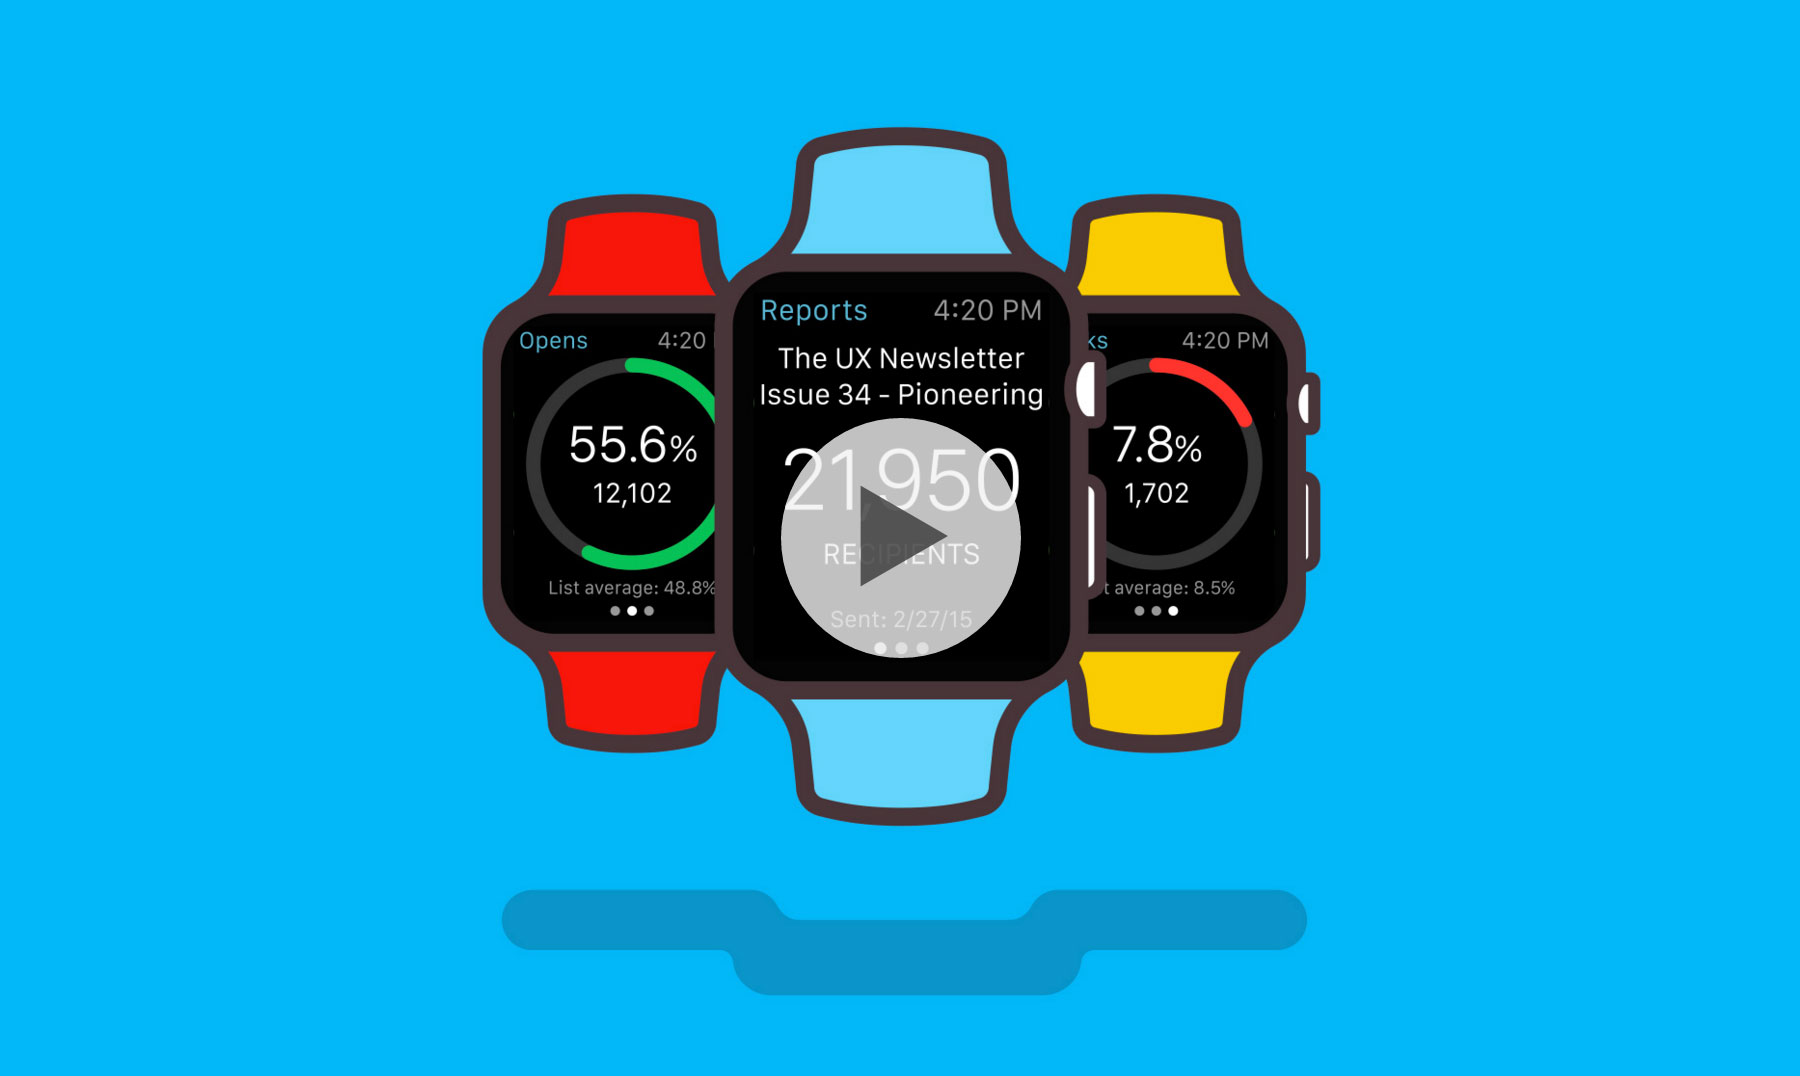 Opens 4:20
55.6%
12,102
List average: 48.8%
Reports 4:20 PM
The UX Newsletter
Issue 34 - Pioneering
21,950
RECIPIENTS
Sent: 2/27/15
ks 4:20 PM
7.8%
1,702
t average: 8.5%